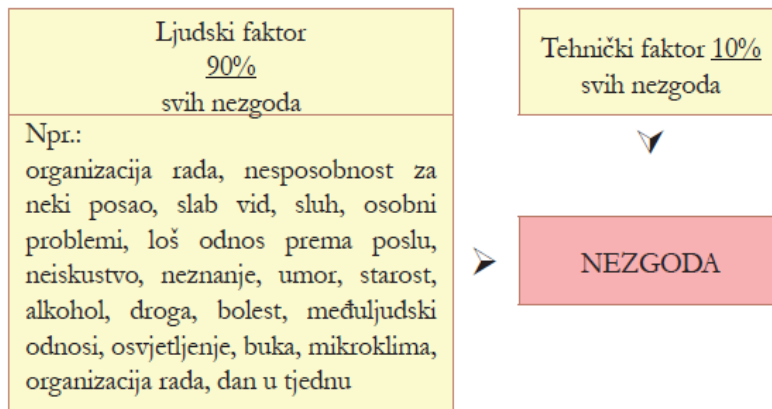 Ljudski faktor
90%
svih nezgoda
Npr.:
organizacija rada, nesposobnost za
neki posao, slab vid, sluh, osobni
problemi, loš odnos prema poslu,
neiskustvo, neznanje, umor, starost,
alkohol, droga, bolest, međuljudski
odnosi, osvjetljenje, buka, mikroklima,
organizacija rada, dan u tjednu
Tehnički faktor 10%
svih nezgoda
NEZGODA